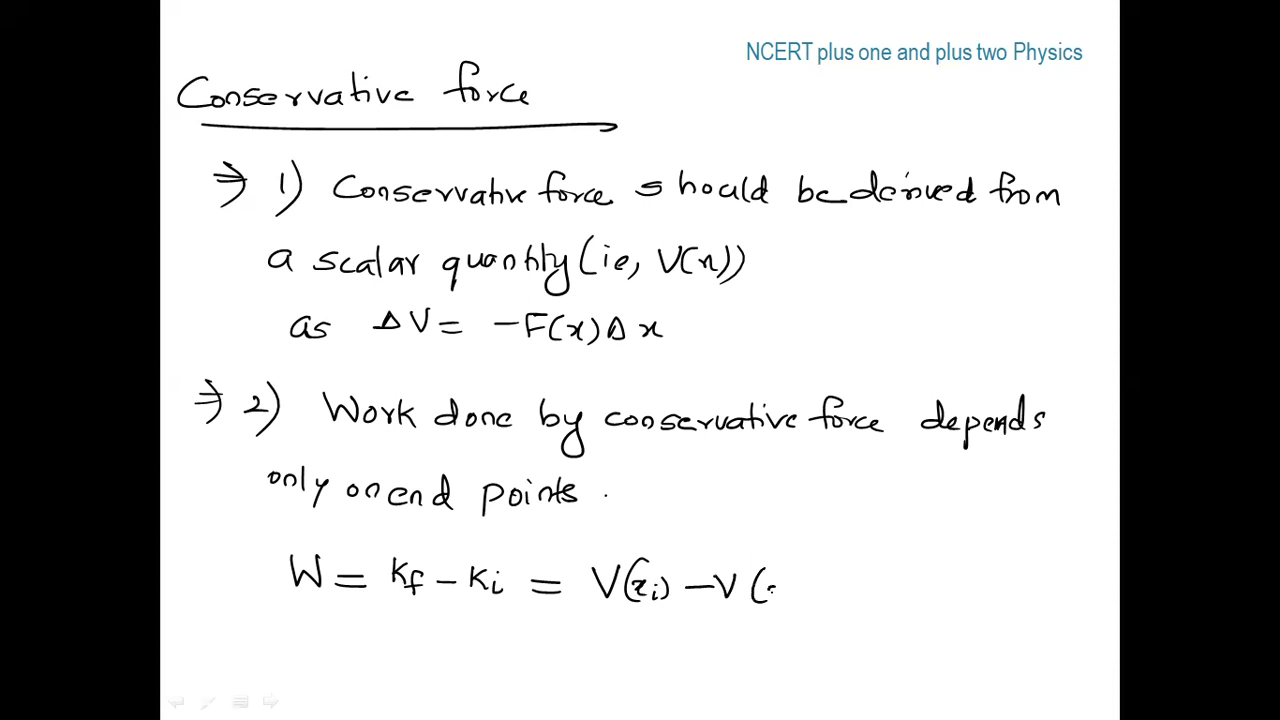 NCERT plus one and plus two Physics
Conservative force
⇒ 1) Conservative force should be derived from
a scalar quantity (ie, V(x))
as ΔV = -F(x)Δx
⇒ 2) Work done by conservative force depends
only on end points.
W = Kf - Ki = V(xi) - V(